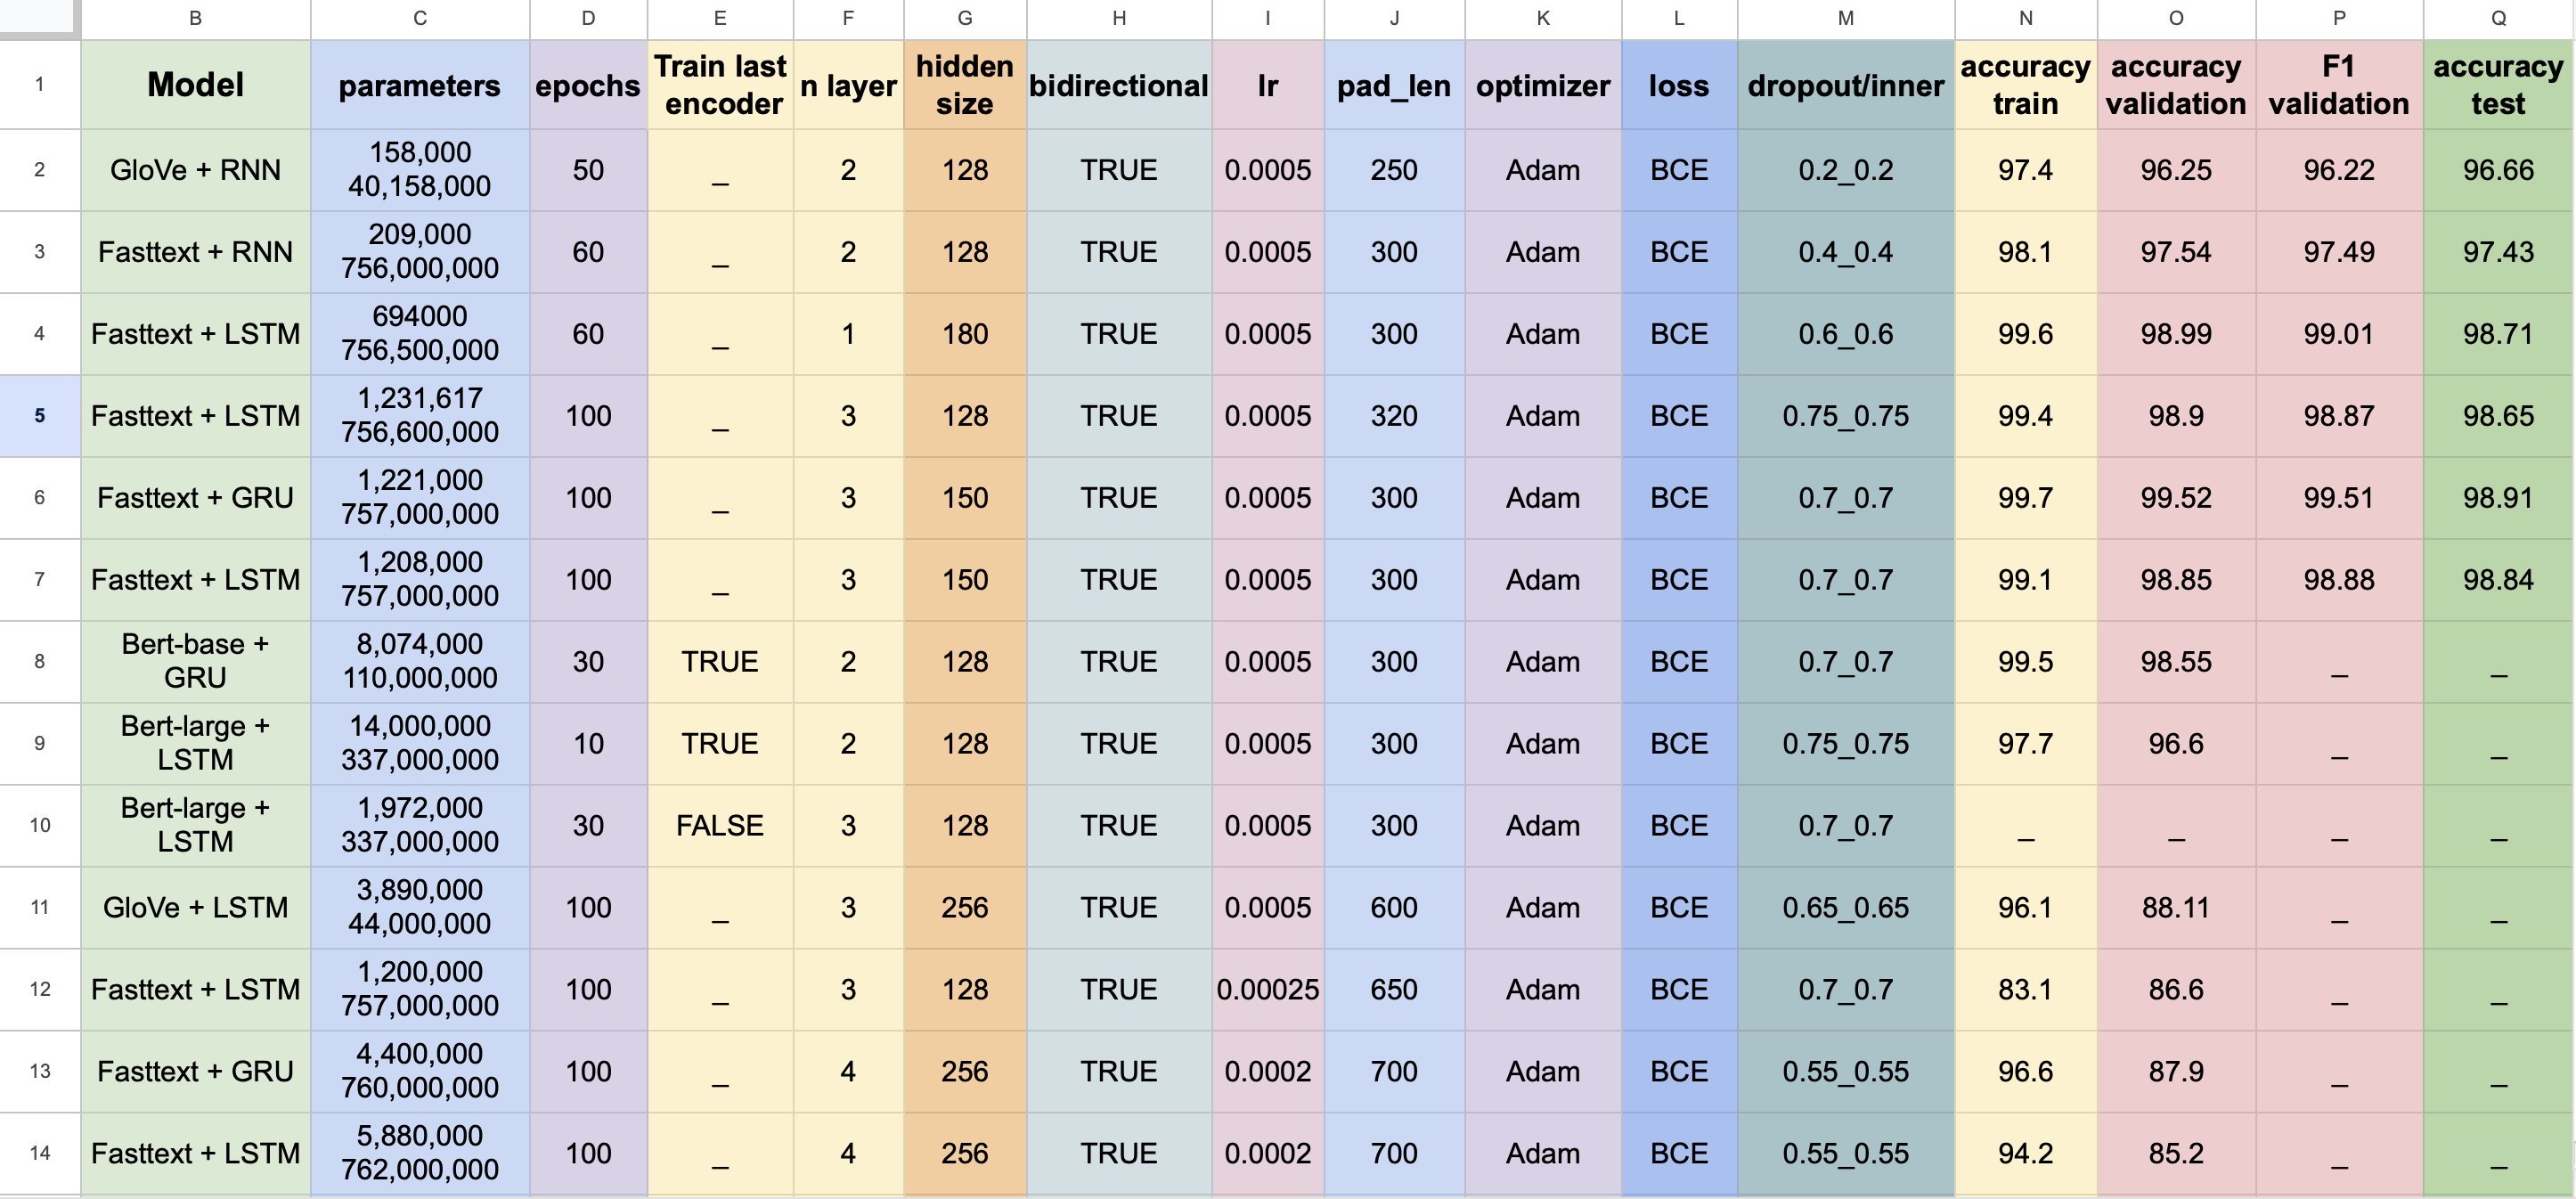 B C D E F G H I J K L M N O P Q
1 Model parameters epochs Train last encoder n layer hidden size bidirectional lr pad_len optimizer loss dropout/inner accuracy train accuracy validation F1 validation accuracy test
2 GloVe + RNN 158,000 40,158,000 50 _ 2 128 TRUE 0.0005 250 Adam BCE 0.2_0.2 97.4 96.25 96.22 96.66
3 Fasttext + RNN 209,000 756,000,000 60 _ 2 128 TRUE 0.0005 300 Adam BCE 0.4_0.4 98.1 97.54 97.49 97.43
4 Fasttext + LSTM 694000 756,500,000 60 _ 1 180 TRUE 0.0005 300 Adam BCE 0.6_0.6 99.6 98.99 99.01 98.71
5 Fasttext + LSTM 1,231,617 756,600,000 100 _ 3 128 TRUE 0.0005 320 Adam BCE 0.75_0.75 99.4 98.9 98.87 98.65
6 Fasttext + GRU 1,221,000 757,000,000 100 _ 3 150 TRUE 0.0005 300 Adam BCE 0.7_0.7 99.7 99.52 99.51 98.91
7 Fasttext + LSTM 1,208,000 757,000,000 100 _ 3 150 TRUE 0.0005 300 Adam BCE 0.7_0.7 99.1 98.85 98.88 98.84
8 Bert-base + GRU 8,074,000 110,000,000 30 TRUE 2 128 TRUE 0.0005 300 Adam BCE 0.7_0.7 99.5 98.55 _ _
9 Bert-large + LSTM 14,000,000 337,000,000 10 TRUE 2 128 TRUE 0.0005 300 Adam BCE 0.75_0.75 97.7 96.6 _ _
10 Bert-large + LSTM 1,972,000 337,000,000 30 FALSE 3 128 TRUE 0.0005 300 Adam BCE 0.7_0.7 _ _ _ _
11 GloVe + LSTM 3,890,000 44,000,000 100 _ 3 256 TRUE 0.0005 600 Adam BCE 0.65_0.65 96.1 88.11 _ _
12 Fasttext + LSTM 1,200,000 757,000,000 100 _ 3 128 TRUE 0.00025 650 Adam BCE 0.7_0.7 83.1 86.6 _ _
13 Fasttext + GRU 4,400,000 760,000,000 100 _ 4 256 TRUE 0.0002 700 Adam BCE 0.55_0.55 96.6 87.9 _ _
14 Fasttext + LSTM 5,880,000 762,000,000 100 _ 4 256 TRUE 0.0002 700 Adam BCE 0.55_0.55 94.2 85.2 _ _